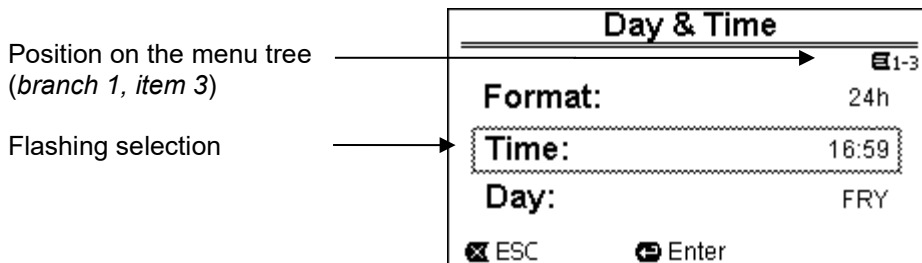 Day & Time
Position on the menu tree
(branch 1, item 3)
1-3
Format: 24h
Flashing selection
Time: 16:59
Day: FRY
ESC Enter